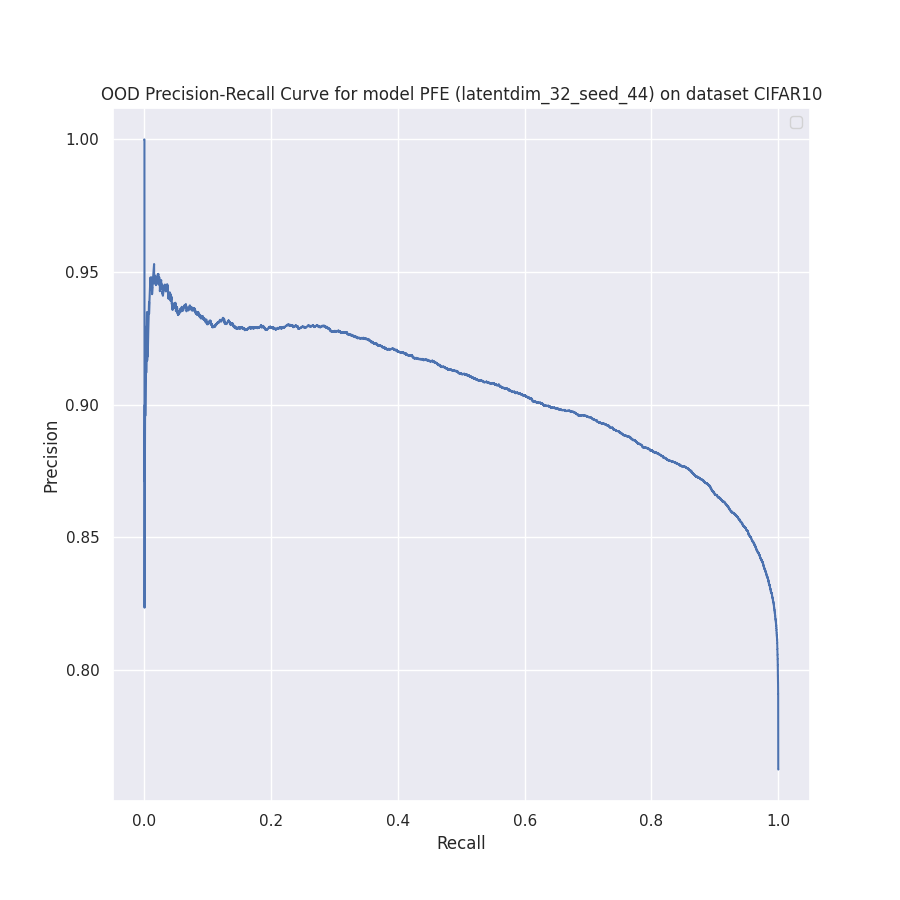 OOD Precision-Recall Curve for model PFE (latentdim_32_seed_44) on dataset CIFAR10
1.00
0.95
0.90
0.85
0.80
Precision
0.0 0.2 0.4 0.6 0.8 1.0
Recall